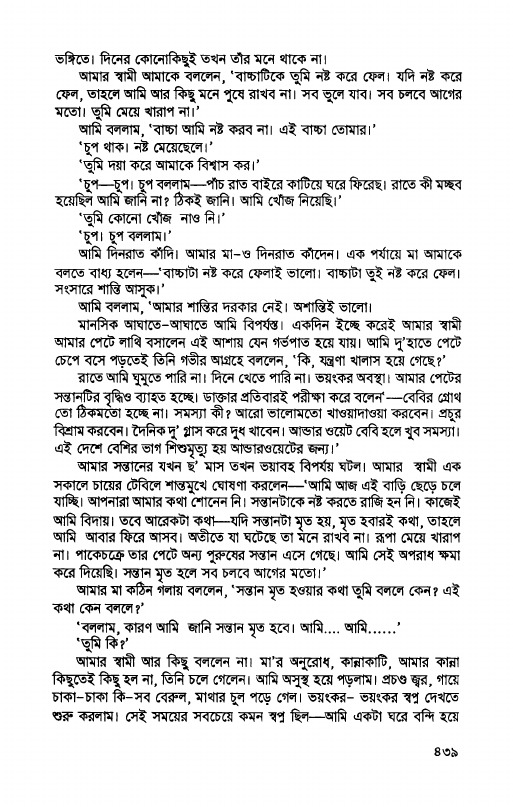 ভঙ্গিতে। দিনের কোনোকিছুই তখন তাঁর মনে থাকে না।
আমার স্বামী আমাকে বললেন, 'বাচ্চাটিকে তুমি নষ্ট করে ফেল। যদি নষ্ট করে
ফেল, তাহলে আমি আর কিছু মনে পুষে রাখব না। সব ভুলে যাব। সব চলবে আগের
মতো। তুমি মেয়ে খারাপ না।'
আমি বললাম, 'বাচ্চা আমি নষ্ট করব না। এই বাচ্চা তোমার।'
'চুপ থাক। নষ্ট মেয়েছেলে।'
'তুমি দয়া করে আমাকে বিশ্বাস কর।'
'চুপ—চুপ। চুপ বললাম—পাঁচ রাত বাইরে কাটিয়ে ঘরে ফিরেছ। রাতে কী মচ্ছব
হয়েছিল আমি জানি না? ঠিকই জানি। আমি খোঁজ নিয়েছি।'
'তুমি কোনো খোঁজ নাও নি।'
'চুপ। চুপ বললাম।'
আমি দিনরাত কাঁদি। আমার মা-ও দিনরাত কাঁদেন। এক পর্যায়ে মা আমাকে
বলতে বাধ্য হলেন—'বাচ্চাটা নষ্ট করে ফেলাই ভালো। বাচ্চাটা তুই নষ্ট করে ফেল।
সংসারে শান্তি আসুক।'
আমি বললাম, 'আমার শান্তির দরকার নেই। অশান্তিই ভালো।
মানসিক আঘাতে-আঘাতে আমি বিপর্যস্ত। একদিন ইচ্ছে করেই আমার স্বামী
আমার পেটে লাথি বসালেন এই আশায় যেন গর্ভপাত হয়ে যায়। আমি দু'হাতে পেটে
চেপে বসে পড়তেই তিনি গভীর আগ্রহে বললেন, 'কি, যন্ত্রণা খালাস হয়ে গেছে?'
রাতে আমি ঘুমুতে পারি না। দিনে খেতে পারি না। ভয়ংকর অবস্থা। আমার পেটের
সন্তানটির বৃদ্ধিও ব্যাহত হচ্ছে। ডাক্তার প্রতিবারই পরীক্ষা করে বলেন'—বেবির গ্রোথ
তো ঠিকমতো হচ্ছে না। সমস্যা কী? আরো ভালোমতো খাওয়াদাওয়া করবেন। প্রচুর
বিশ্রাম করবেন। দৈনিক দু' গ্লাস করে দুধ খাবেন। আন্ডার ওয়েট বেবি হলে খুব সমস্যা।
এই দেশে বেশির ভাগ শিশুমৃত্যু হয় আন্ডারওয়েটের জন্য।'
আমার সন্তানের যখন ছ' মাস তখন ভয়াবহ বিপর্যয় ঘটল। আমার স্বামী এক
সকালে চায়ের টেবিলে শান্তমুখে ঘোষণা করলেন—'আমি আজ এই বাড়ি ছেড়ে চলে
যাচ্ছি। আপনারা আমার কথা শোনেন নি। সন্তানটাকে নষ্ট করতে রাজি হন নি। কাজেই
আমি বিদায়। তবে আরেকটা কথা—যদি সন্তানটা মৃত হয়, মৃত হবারই কথা, তাহলে
আমি আবার ফিরে আসব। অতীতে যা ঘটেছে তা মনে রাখব না। রূপা মেয়ে খারাপ
না। পাকেচক্রে তার পেটে অন্য পুরুষের সন্তান এসে গেছে। আমি সেই অপরাধ ক্ষমা
করে দিয়েছি। সন্তান মৃত হলে সব চলবে আগের মতো।'
আমার মা কঠিন গলায় বললেন, 'সন্তান মৃত হওয়ার কথা তুমি বললে কেন? এই
কথা কেন বললে?'
'বললাম, কারণ আমি জানি সন্তান মৃত হবে। আমি.... আমি......'
'তুমি কি?'
আমার স্বামী আর কিছু বললেন না। মা'র অনুরোধ, কান্নাকাটি, আমার কান্না
কিছুতেই কিছু হল না, তিনি চলে গেলেন। আমি অসুস্থ হয়ে পড়লাম। প্রচণ্ড জ্বর, গায়ে
চাকা-চাকা কি-সব বেরুল, মাথার চুল পড়ে গেল। ভয়ংকর- ভয়ংকর স্বপ্ন দেখতে
শুরু করলাম। সেই সময়ের সবচেয়ে কমন স্বপ্ন ছিল—আমি একটা ঘরে বন্দি হয়ে
৪৩৯